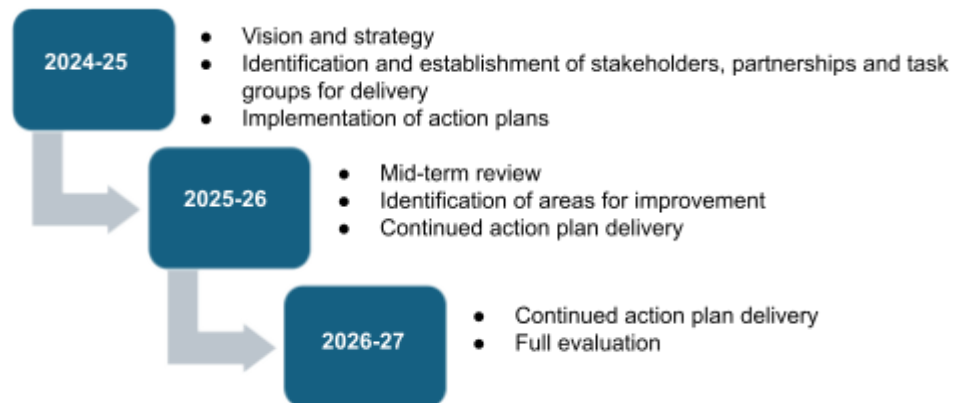 2024-25
● Vision and strategy
● Identification and establishment of stakeholders, partnerships and task
groups for delivery
● Implementation of action plans
2025-26
● Mid-term review
● Identification of areas for improvement
● Continued action plan delivery
2026-27
● Continued action plan delivery
● Full evaluation